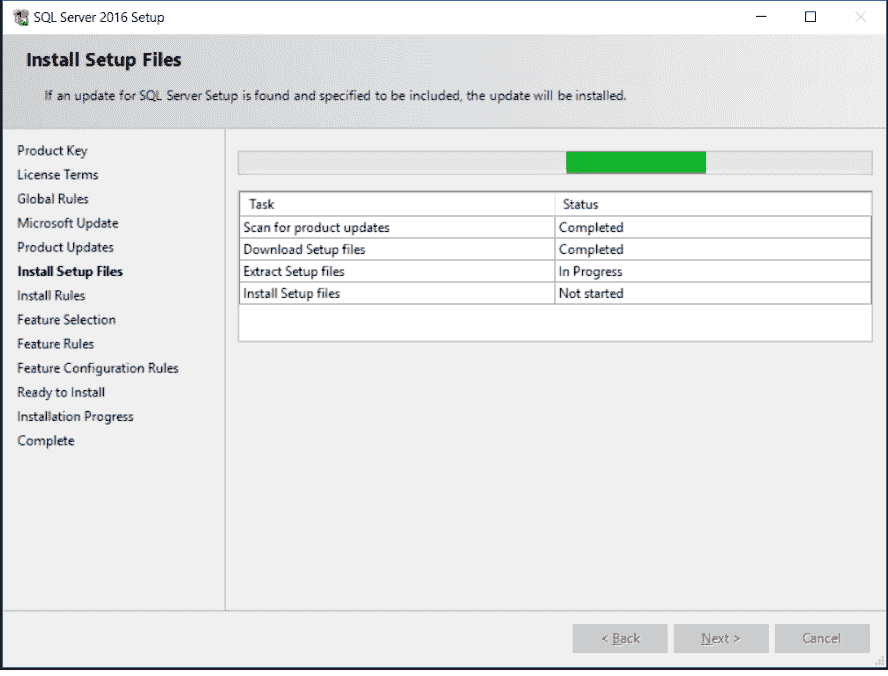 SQL Server 2016 Setup
Install Setup Files
If an update for SQL Server Setup is found and specified to be included, the update will be installed.
Product Key
License Terms
Global Rules
Microsoft Update
Product Updates
Install Setup Files
Install Rules
Feature Selection
Feature Rules
Feature Configuration Rules
Ready to Install
Installation Progress
Complete
Task Status
Scan for product updates Completed
Download Setup files Completed
Extract Setup files In Progress
Install Setup files Not started
< Back Next > Cancel